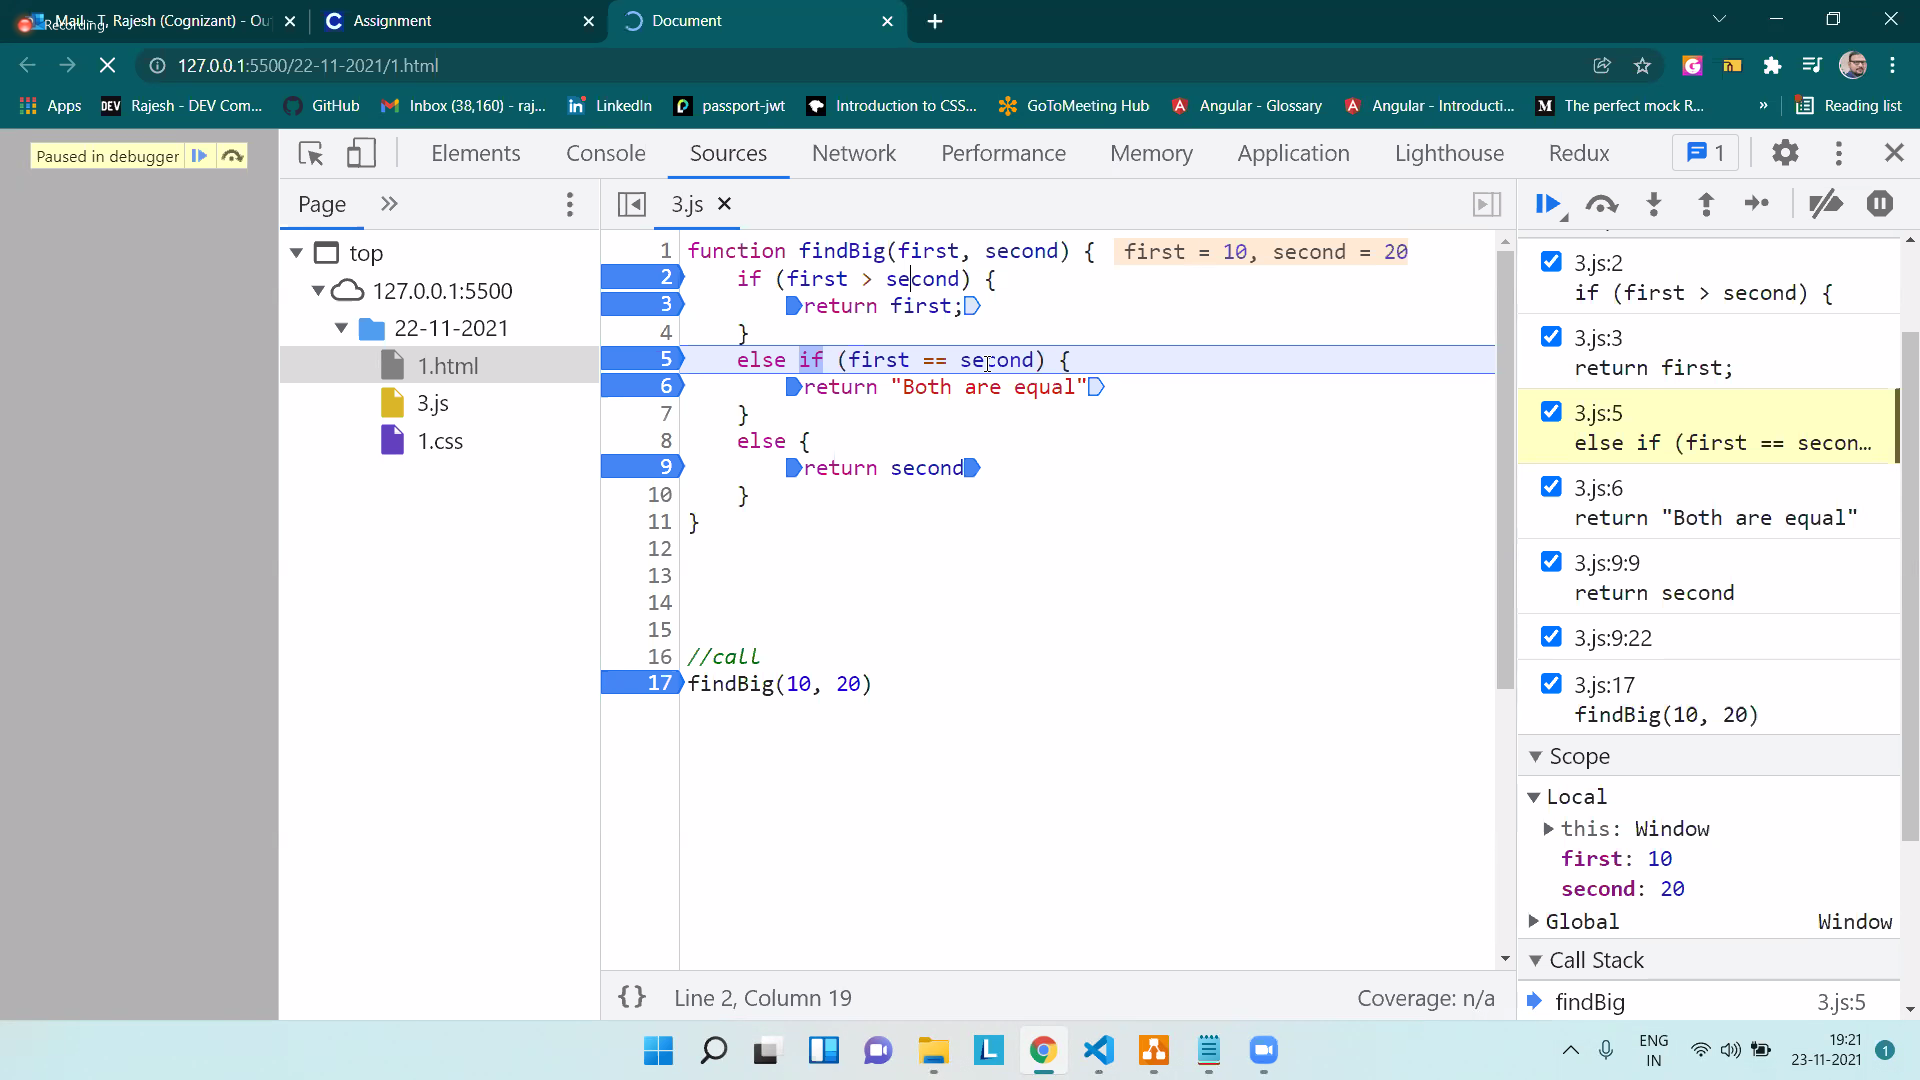 Mail - T, Rajesh (Cognizant) - Ou
Recording
Assignment
Document
127.0.0.1:5500/22-11-2021/1.html
Apps
DEV Rajesh - DEV Com...
GitHub
Inbox (38,160) - raj...
LinkedIn
passport-jwt
Introduction to CSS...
GoToMeeting Hub
Angular - Glossary
Angular - Introducti...
M The perfect mock R...
»
Reading list
Paused in debugger
Elements
Console
Sources
Network
Performance
Memory
Application
Lighthouse
Redux
1
Page
3.js
top
127.0.0.1:5500
22-11-2021
1.html
3.js
1.css
1 function findBig(first, second) { first = 10, second = 20
2 if (first > second) {
3 return first;
4 }
5 else if (first == second) {
6 return "Both are equal"
7 }
8 else {
9 return second
10 }
11 }
12
13
14
15
16 //call
17 findBig(10, 20)
3.js:2
if (first > second) {
3.js:3
return first;
3.js:5
else if (first == secon…
3.js:6
return "Both are equal"
3.js:9:9
return second
3.js:9:22
3.js:17
findBig(10, 20)
Scope
Local
this: Window
first: 10
second: 20
Global Window
Call Stack
findBig 3.js:5
{} Line 2, Column 19
Coverage: n/a
L
ENG
IN
19:21
23-11-2021
1